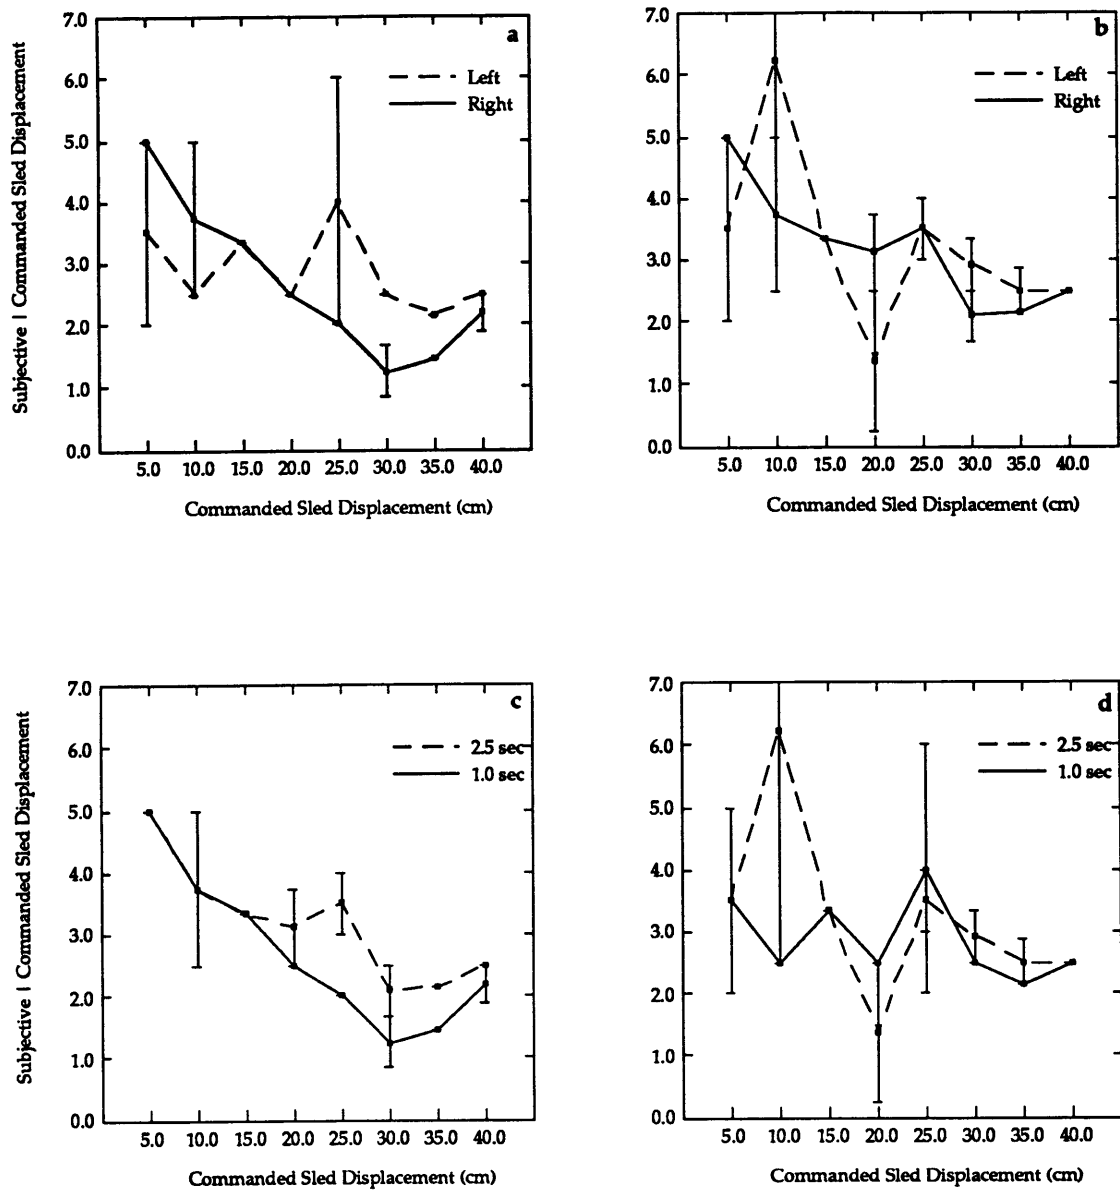 a
Left
Right
7.0
6.0
5.0
4.0
3.0
2.0
1.0
0.0
Subjective | Commanded Sled Displacement
5.0 10.0 15.0 20.0 25.0 30.0 35.0 40.0
Commanded Sled Displacement (cm)
b
Left
Right
7.0
6.0
5.0
4.0
3.0
2.0
1.0
0.0
5.0 10.0 15.0 20.0 25.0 30.0 35.0 40.0
Commanded Sled Displacement (cm)
c
2.5 sec
1.0 sec
7.0
6.0
5.0
4.0
3.0
2.0
1.0
0.0
Subjective | Commanded Sled Displacement
5.0 10.0 15.0 20.0 25.0 30.0 35.0 40.0
Commanded Sled Displacement (cm)
d
2.5 sec
1.0 sec
7.0
6.0
5.0
4.0
3.0
2.0
1.0
0.0
5.0 10.0 15.0 20.0 25.0 30.0 35.0 40.0
Commanded Sled Displacement (cm)